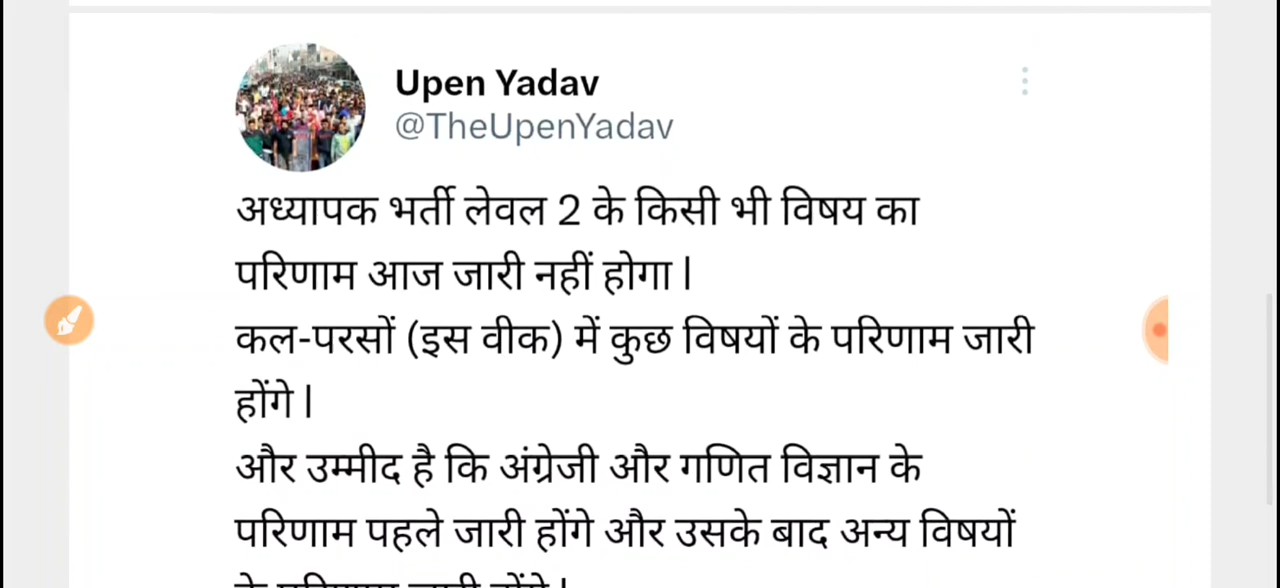 Upen Yadav
@TheUpenYadav
अध्यापक भर्ती लेवल 2 के किसी भी विषय का
परिणाम आज जारी नहीं होगा |
कल-परसों (इस वीक) में कुछ विषयों के परिणाम जारी
होंगे |
और उम्मीद है कि अंग्रेजी और गणित विज्ञान के
परिणाम पहले जारी होंगे और उसके बाद अन्य विषयों